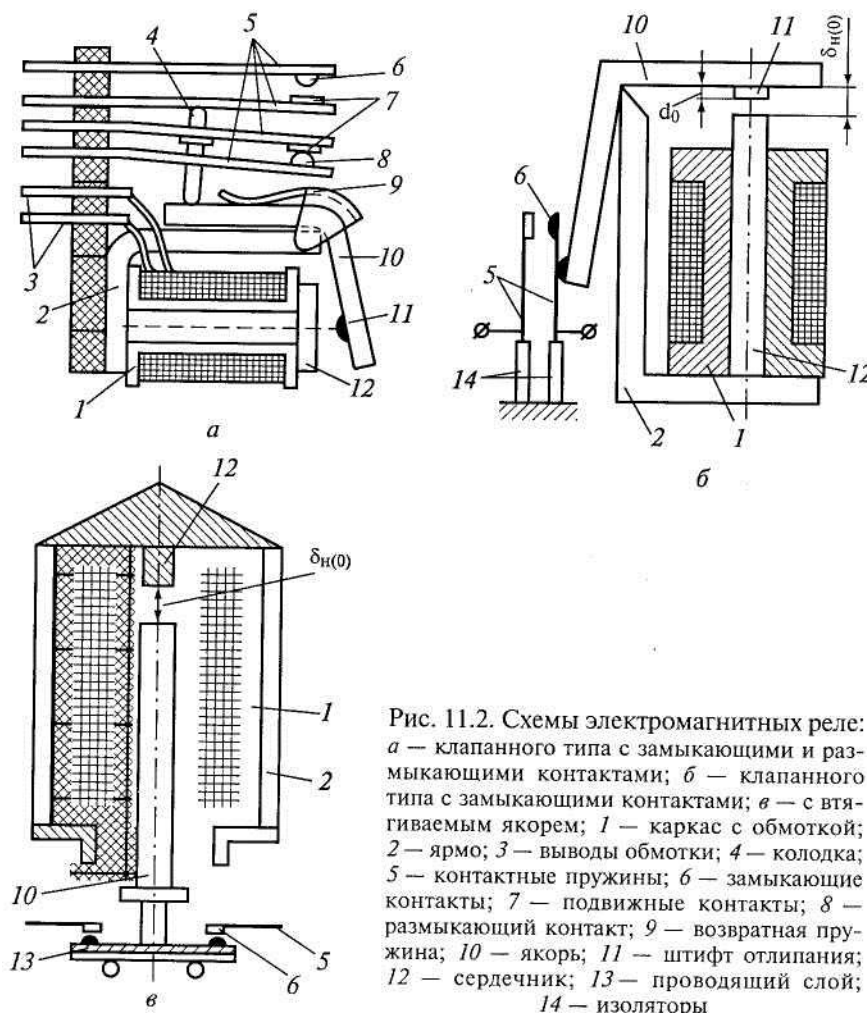 4
5
6
7
8
9
3
10
2
11
1
12
а
10
11
δн(0)
d0
6
5
14
12
2
1
б
12
δн(0)
1
2
10
13
5
6
в
Рис. 11.2. Схемы электромагнитных реле:
а — клапанного типа с замыкающими и раз-
мыкающими контактами; б — клапанного
типа с замыкающими контактами; в — с втя-
гиваемым якорем; 1 — каркас с обмоткой;
2 — ярмо; 3 — выводы обмотки; 4 — колодка;
5 — контактные пружины; 6 — замыкающие
контакты; 7 — подвижные контакты; 8 —
размыкающий контакт; 9 — возвратная пру-
жина; 10 — якорь; 11 — штифт отлипания;
12 — сердечник; 13 — проводящий слой;
14 — изоляторы